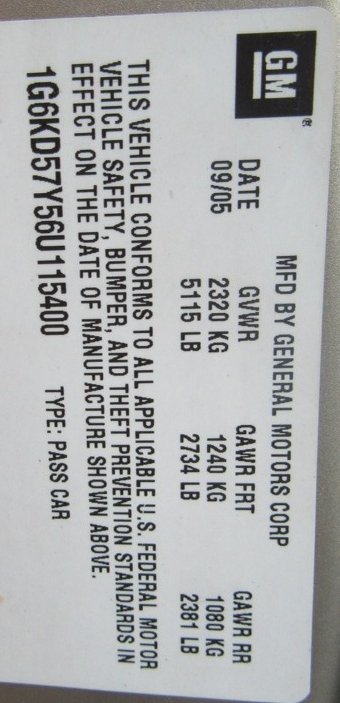 GM®
MFD BY GENERAL MOTORS CORP
DATE GVWR GAWR FRT GAWR RR
09/05 2320 KG 1240 KG 1080 KG
5115 LB 2734 LB 2381 LB
THIS VEHICLE CONFORMS TO ALL APPLICABLE U.S. FEDERAL MOTOR
VEHICLE SAFETY, BUMPER, AND THEFT PREVENTION STANDARDS IN
EFFECT ON THE DATE OF MANUFACTURE SHOWN ABOVE.
1G6KD57Y56U115400 TYPE: PASS CAR